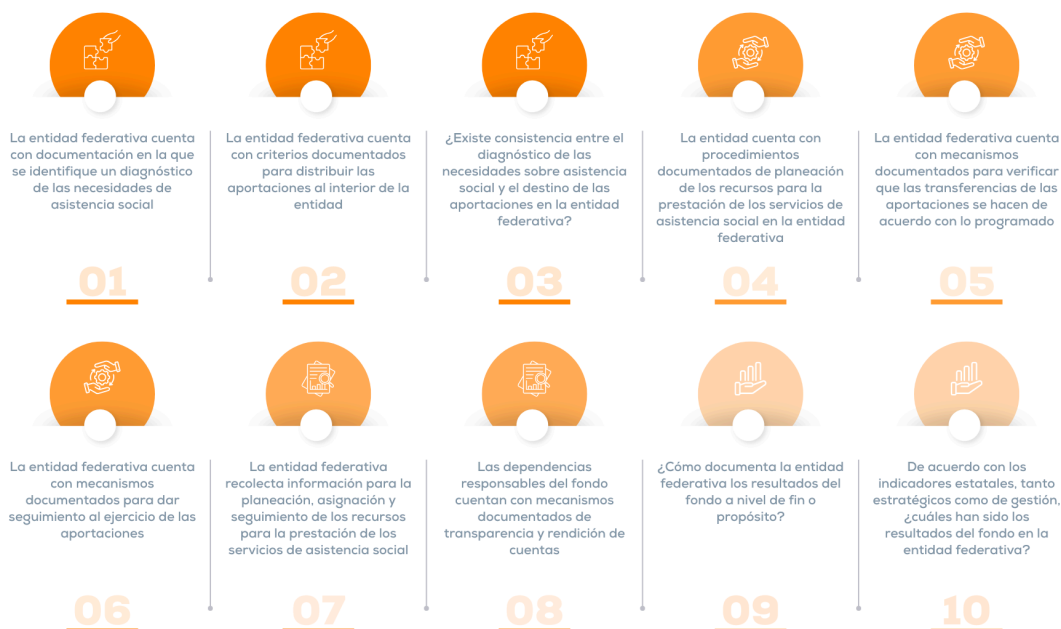 La entidad federativa cuenta
con documentación en la que
se identifique un diagnóstico
de las necesidades de
asistencia social
01
La entidad federativa cuenta
con criterios documentados
para distribuir las
aportaciones al interior de la
entidad
02
¿Existe consistencia entre el
diagnóstico de las
necesidades sobre asistencia
social y el destino de las
aportaciones en la entidad
federativa?
03
La entidad cuenta con
procedimientos
documentados de planeación
de los recursos para la
prestación de los servicios de
asistencia social en la entidad
federativa
04
La entidad federativa cuenta
con mecanismos
documentados para verificar
que las transferencias de las
aportaciones se hacen de
acuerdo con lo programado
05
La entidad federativa cuenta
con mecanismos
documentados para dar
seguimiento al ejercicio de las
aportaciones
06
La entidad federativa
recolecta información para la
planeación, asignación y
seguimiento de los recursos
para la prestación de los
servicios de asistencia social
07
Las dependencias
responsables del fondo
cuentan con mecanismos
documentados de
transparencia y rendición de
cuentas
08
¿Cómo documenta la entidad
federativa los resultados del
fondo a nivel de fin o
propósito?
09
De acuerdo con los
indicadores estatales, tanto
estratégicos como de gestión,
¿cuáles han sido los
resultados del fondo en la
entidad federativa?
10